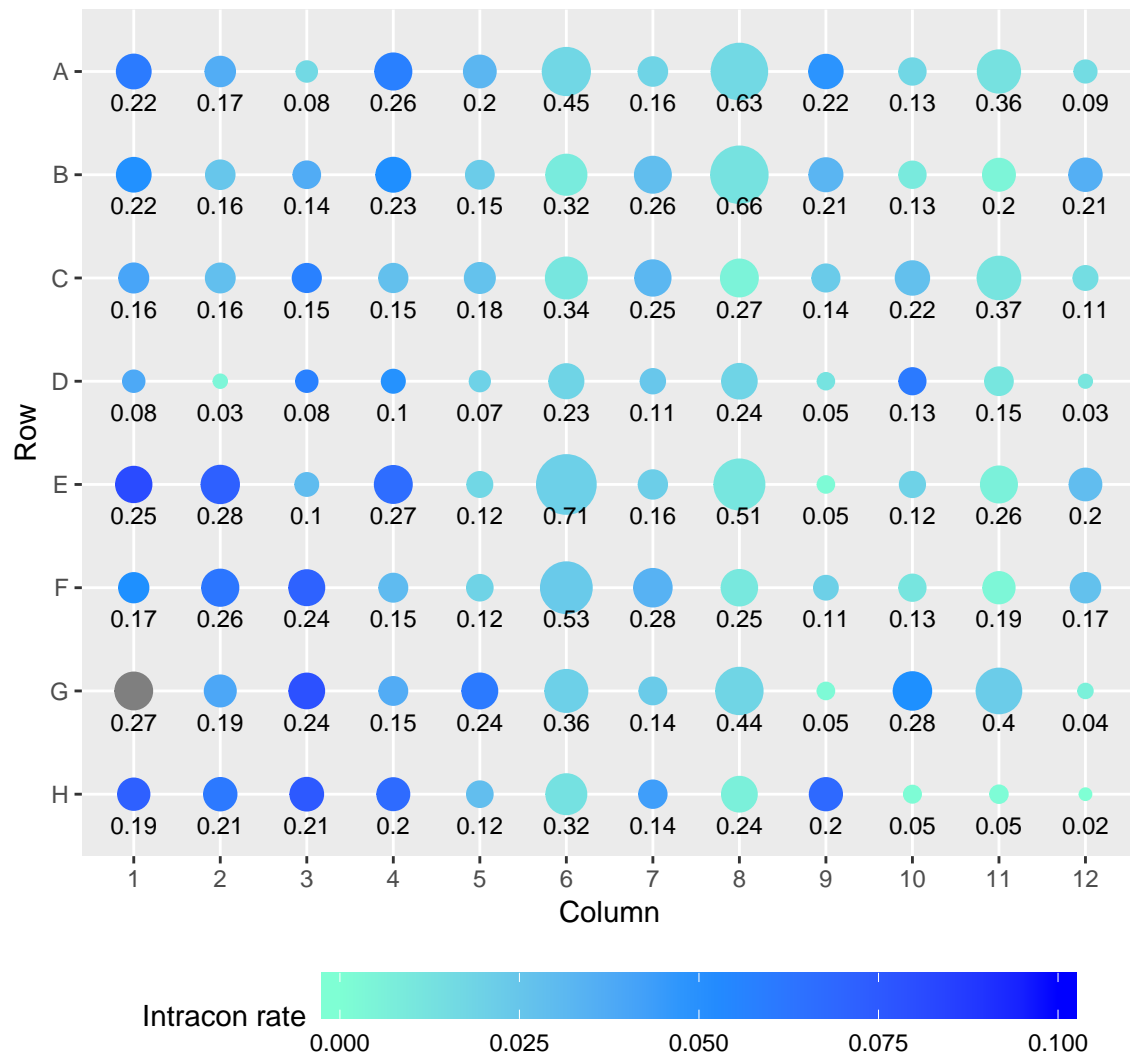 A
0.22 0.17 0.08 0.26 0.2 0.45 0.16 0.63 0.22 0.13 0.36 0.09
B
0.22 0.16 0.14 0.23 0.15 0.32 0.26 0.66 0.21 0.13 0.2 0.21
C
0.16 0.16 0.15 0.15 0.18 0.34 0.25 0.27 0.14 0.22 0.37 0.11
D
0.08 0.03 0.08 0.1 0.07 0.23 0.11 0.24 0.05 0.13 0.15 0.03
Row
E
0.25 0.28 0.1 0.27 0.12 0.71 0.16 0.51 0.05 0.12 0.26 0.2
F
0.17 0.26 0.24 0.15 0.12 0.53 0.28 0.25 0.11 0.13 0.19 0.17
G
0.27 0.19 0.24 0.15 0.24 0.36 0.14 0.44 0.05 0.28 0.4 0.04
H
0.19 0.21 0.21 0.2 0.12 0.32 0.14 0.24 0.2 0.05 0.05 0.02
1 2 3 4 5 6 7 8 9 10 11 12
Column
Intracon rate
0.000 0.025 0.050 0.075 0.100